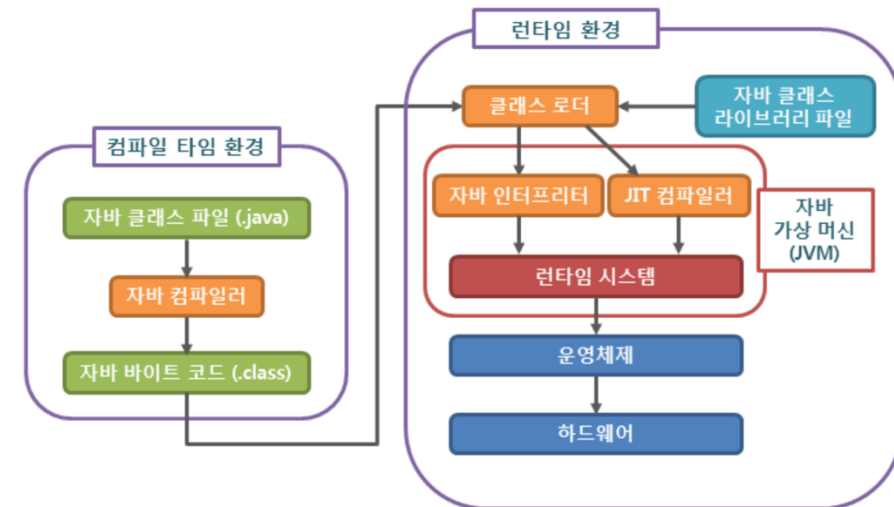 런타임 환경
클래스 로더
자바 클래스
라이브러리 파일
컴파일 타임 환경
자바 클래스 파일 (.java)
자바 인터프리터
JIT 컴파일러
자바
가상 머신
(JVM)
런타임 시스템
자바 컴파일러
운영체제
자바 바이트 코드 (.class)
하드웨어